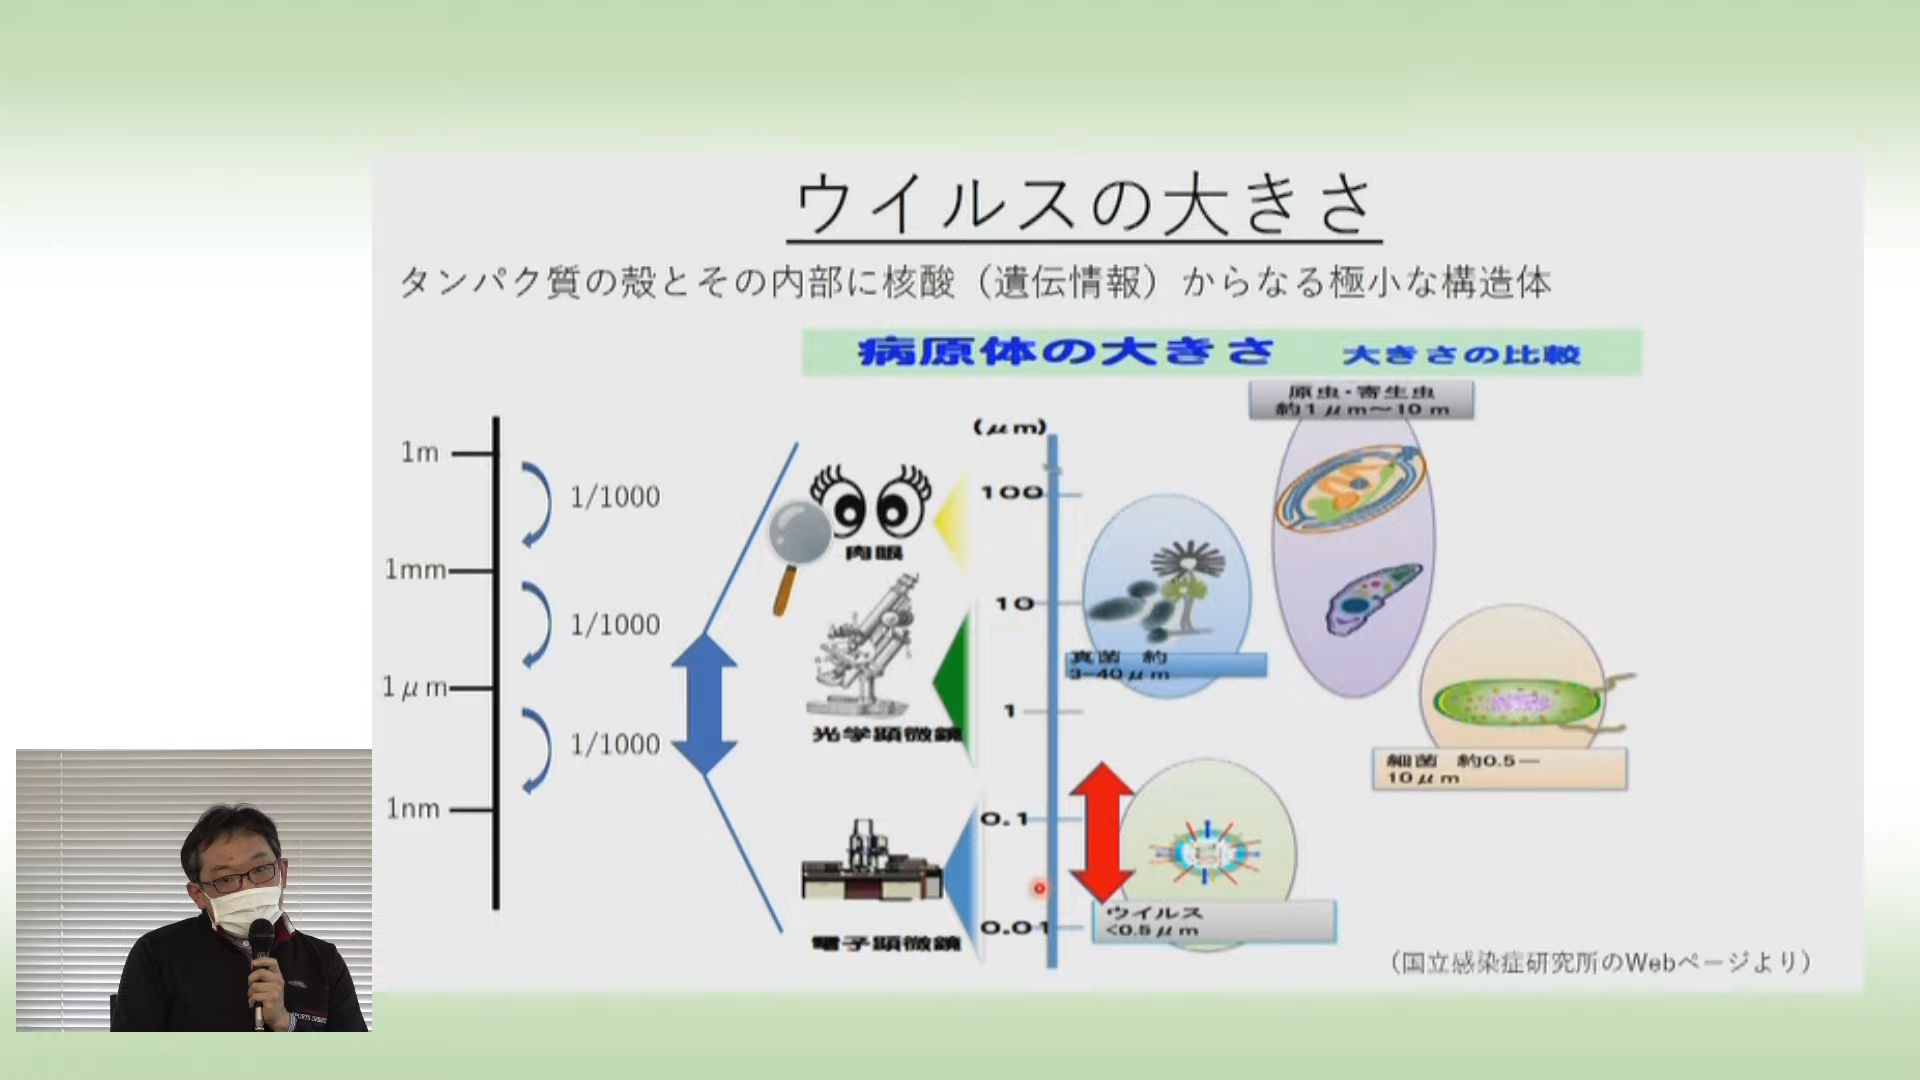 ウイルスの大きさ
タンパク質の殻とその内部に核酸（遺伝情報）からなる極小な構造体
病原体の大きさ 大きさの比較
原虫・寄生虫
約1μm〜10 m
(μm)
1m
1/1000
100
肉眼
1mm
10
1/1000
真菌 約
3-40μm
1μm
1
光学顕微鏡
1/1000
細菌 約0.5—
10μm
1nm
0.1
ウイルス
<0.5μm
0.01
電子顕微鏡
（国立感染症研究所のWebページより）